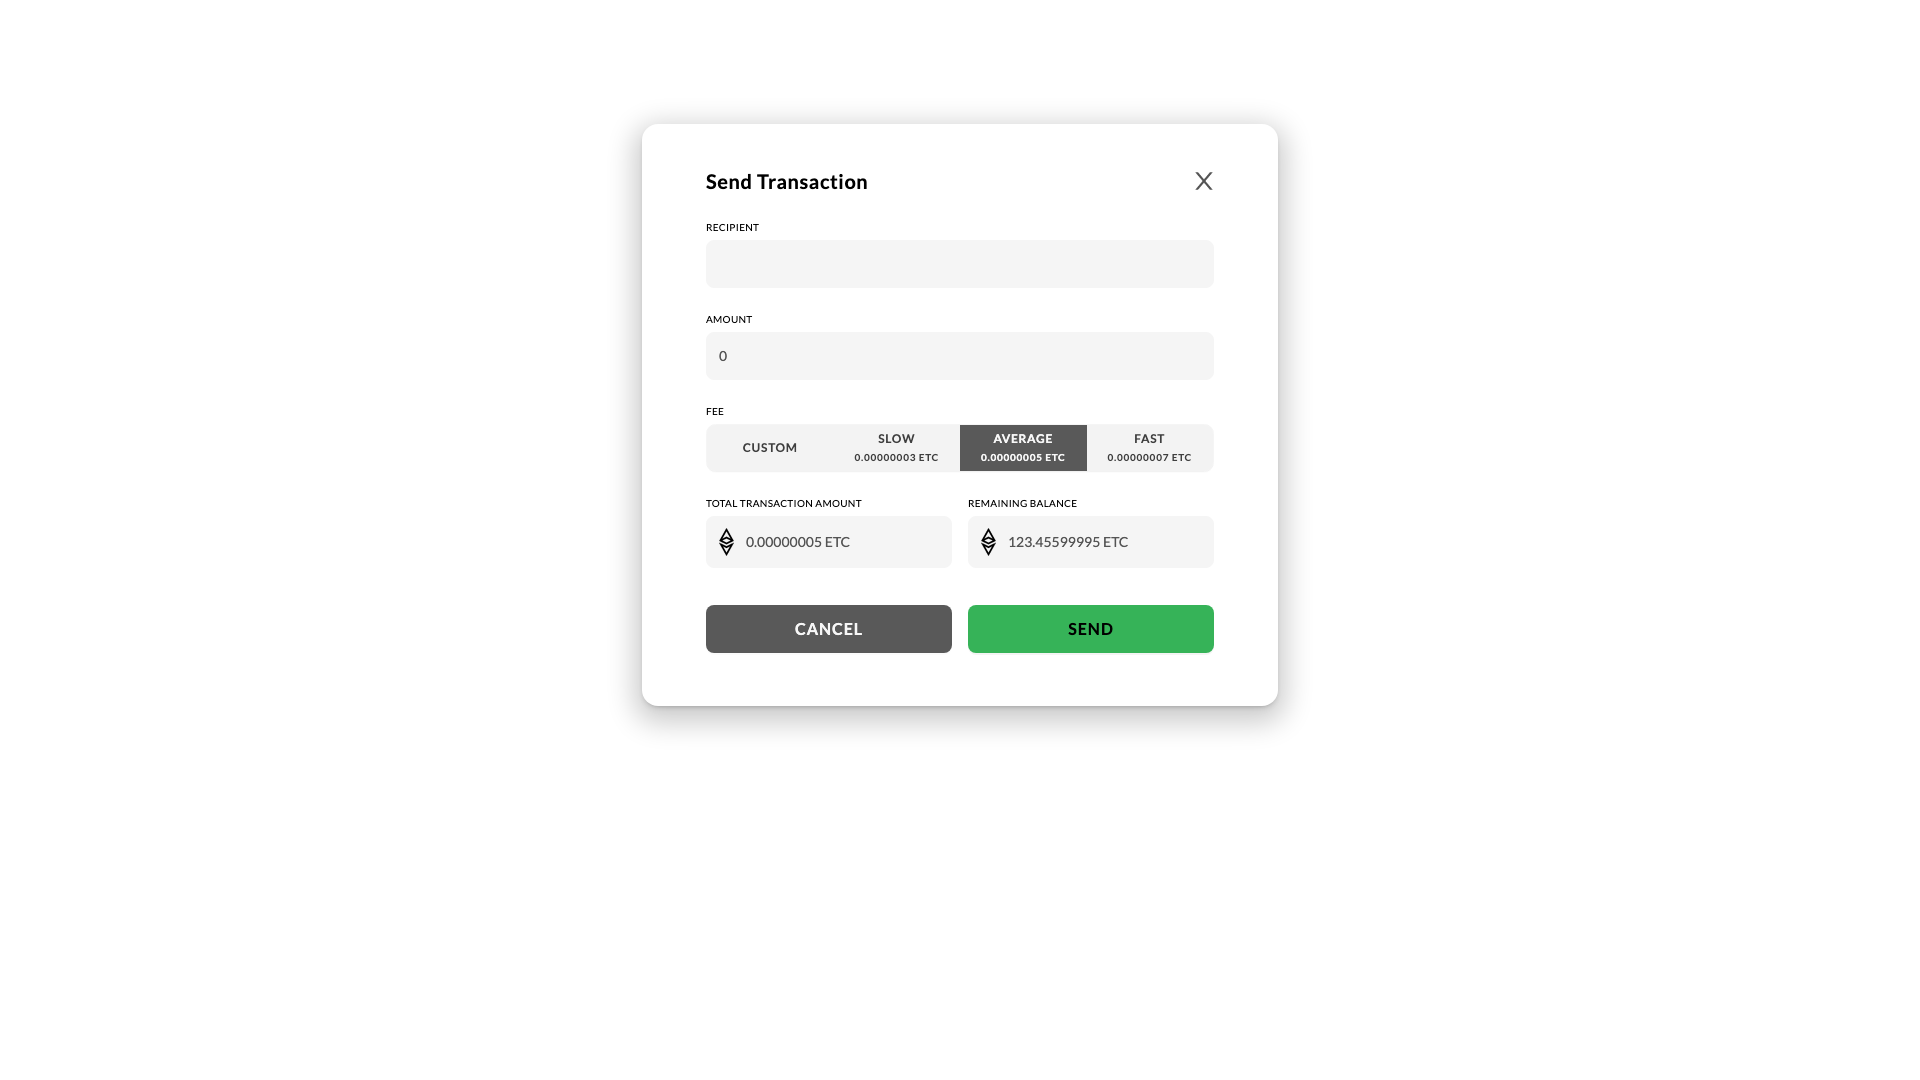 Send Transaction
X
RECIPIENT
AMOUNT
0
FEE
CUSTOM
SLOW
0.00000003 ETC
AVERAGE
0.00000005 ETC
FAST
0.00000007 ETC
TOTAL TRANSACTION AMOUNT
0.00000005 ETC
REMAINING BALANCE
123.45599995 ETC
CANCEL
SEND